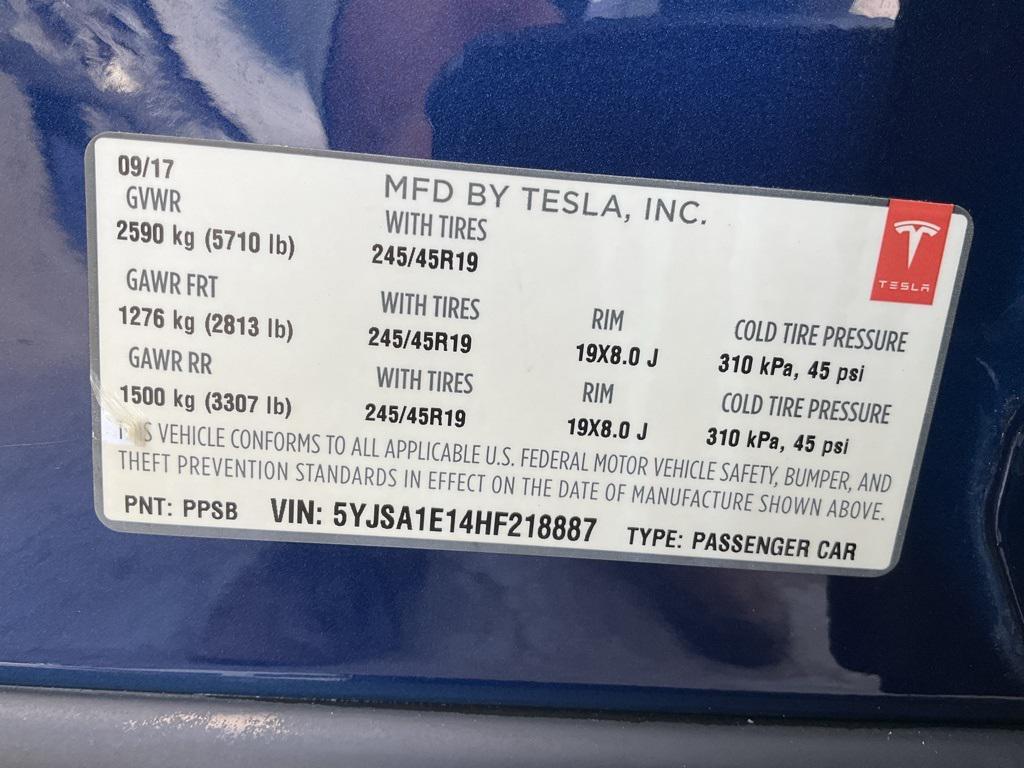 09/17
MFD BY TESLA, INC.
GVWR
WITH TIRES
2590 kg (5710 lb)
245/45R19
TESLA
GAWR FRT
WITH TIRES
RIM
COLD TIRE PRESSURE
1276 kg (2813 lb)
245/45R19
19X8.0 J
310 kPa, 45 psi
GAWR RR
WITH TIRES
RIM
COLD TIRE PRESSURE
1500 kg (3307 lb)
245/45R19
19X8.0 J
310 kPa, 45 psi
THIS VEHICLE CONFORMS TO ALL APPLICABLE U.S. FEDERAL MOTOR VEHICLE SAFETY, BUMPER, AND
THEFT PREVENTION STANDARDS IN EFFECT ON THE DATE OF MANUFACTURE SHOWN ABOVE.
PNT: PPSB VIN: 5YJSA1E14HF218887 TYPE: PASSENGER CAR